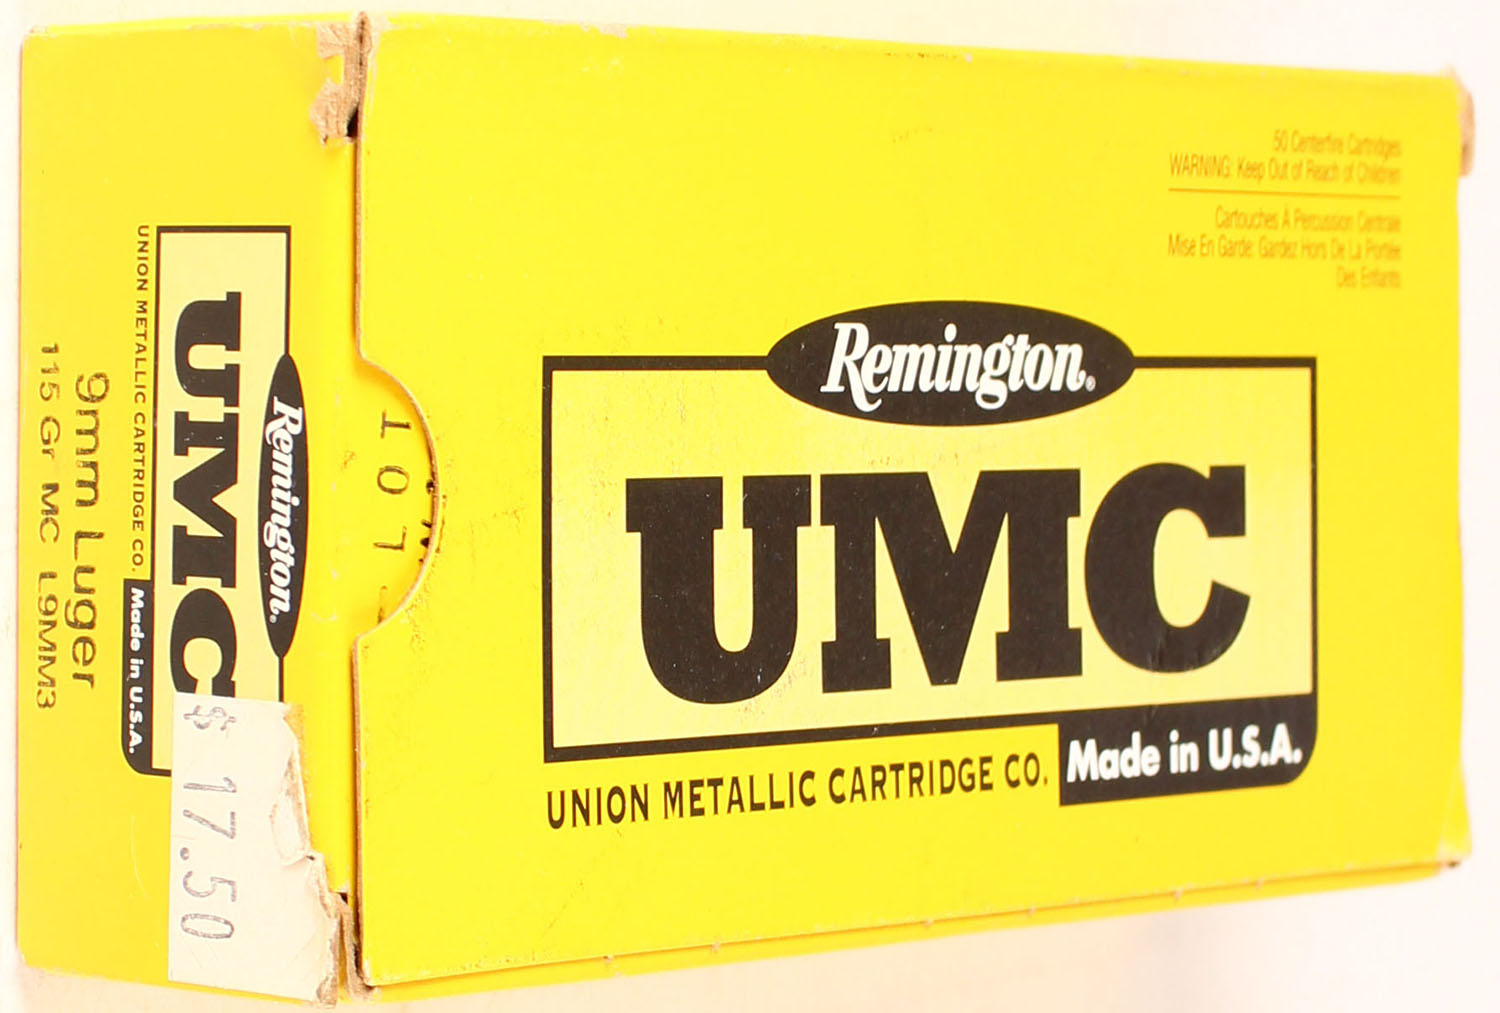 50 Centerfire Cartridges
WARNING: Keep Out of Reach of Children
Cartouches À Percussion Centrale
Mise En Garde: Gardez Hors De La Portée
Des Enfants
Remington®
UMC
UNION METALLIC CARTRIDGE CO.
Made in U.S.A.
LOT
Remington®
UMC
UNION METALLIC CARTRIDGE CO.
Made in U.S.A.
9mm Luger
115 Gr MC L9MM3
$17.50